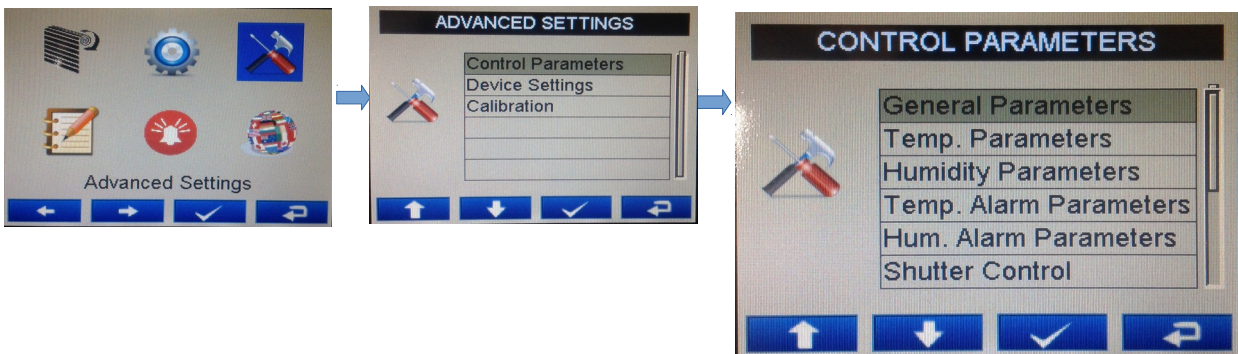 Advanced Settings
ADVANCED SETTINGS
Control Parameters
Device Settings
Calibration
CONTROL PARAMETERS
General Parameters
Temp. Parameters
Humidity Parameters
Temp. Alarm Parameters
Hum. Alarm Parameters
Shutter Control